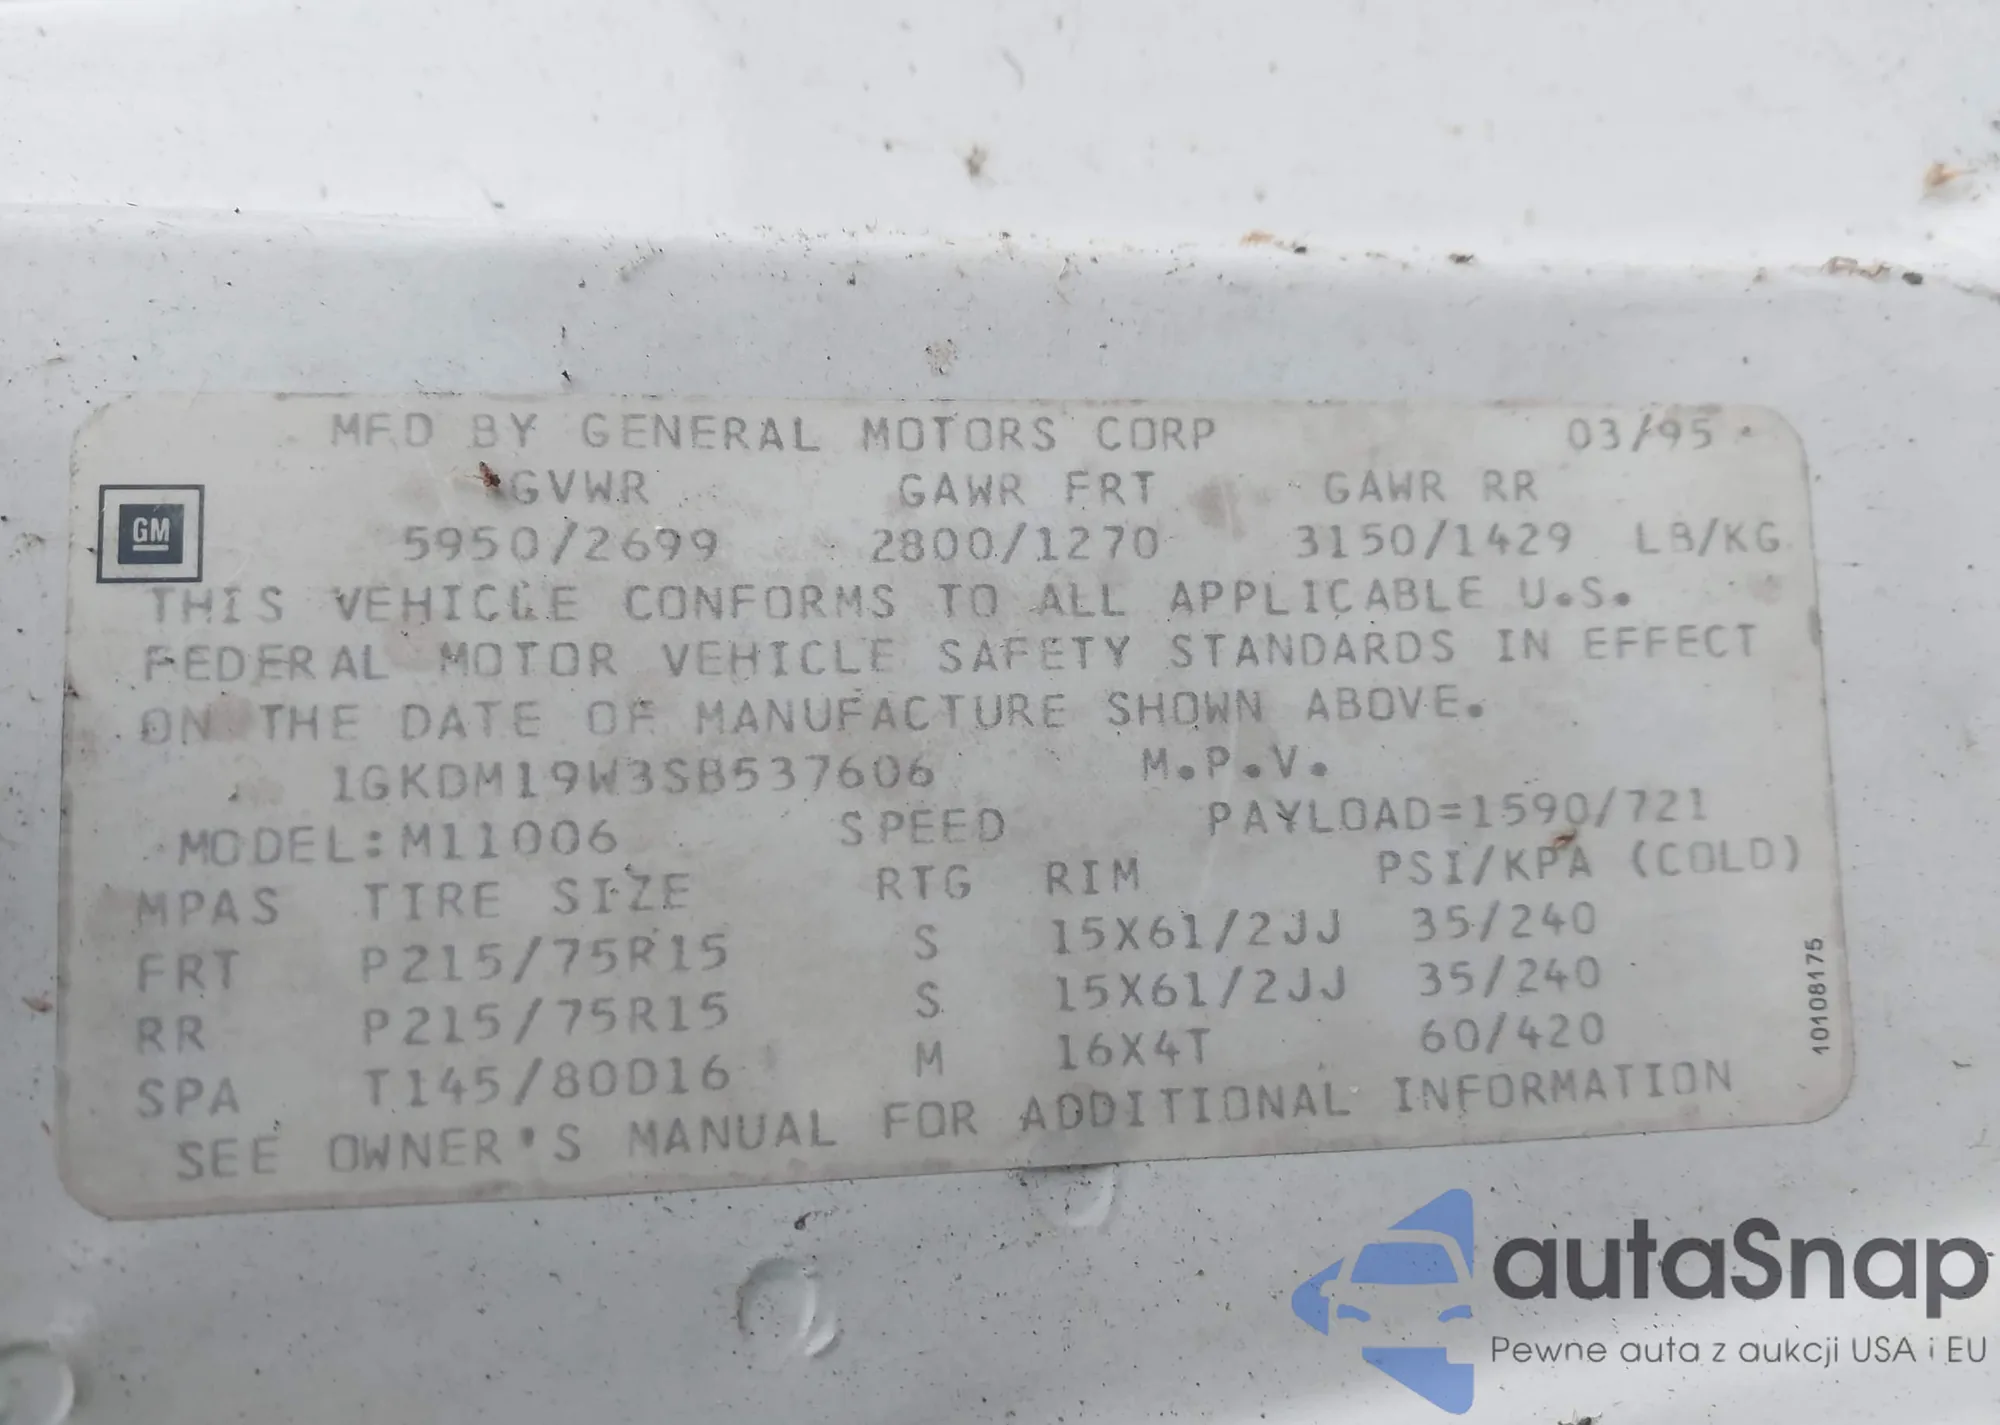 MFD BY GENERAL MOTORS CORP 03/95
GVWR GAWR FRT GAWR RR
GM
5950/2699 2800/1270 3150/1429 LB/KG
THIS VEHICLE CONFORMS TO ALL APPLICABLE U.S.
FEDERAL MOTOR VEHICLE SAFETY STANDARDS IN EFFECT
ON THE DATE OF MANUFACTURE SHOWN ABOVE.
1GKDM19W3SB537606 M.P.V.
MODEL:M11006 SPEED PAYLOAD=1590/721
MPAS TIRE SIZE RTG RIM PSI/KPA (COLD)
FRT P215/75R15 S 15X61/2JJ 35/240
RR P215/75R15 S 15X61/2JJ 35/240
SPA T145/80D16 M 16X4T 60/420
SEE OWNER'S MANUAL FOR ADDITIONAL INFORMATION
10108175
autaSnap
Pewne auta z aukcji USA i EU